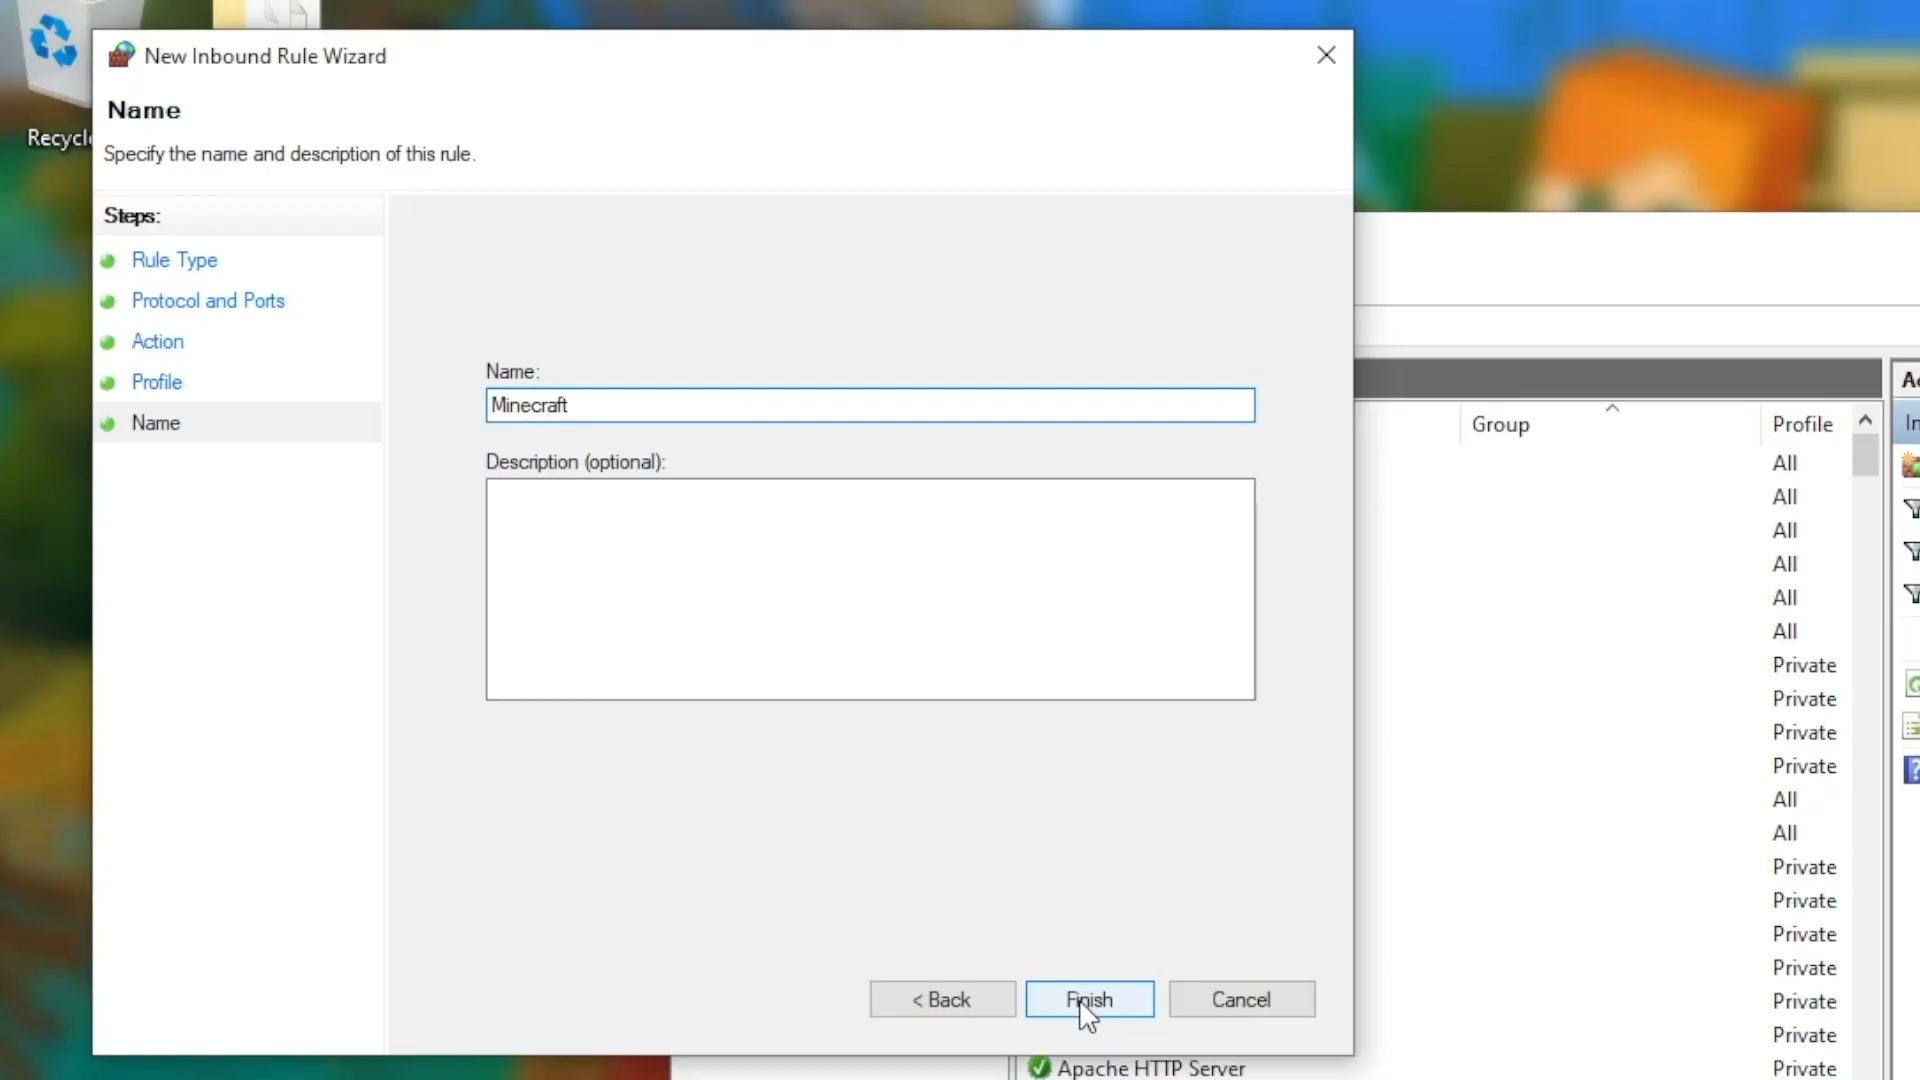 New Inbound Rule Wizard
Name
Specify the name and description of this rule.
Steps:
Rule Type
Protocol and Ports
Action
Profile
Name
Name:
Minecraft
Description (optional):
< Back
Finish
Cancel
Group
Profile
All
All
All
All
All
All
Private
Private
Private
Private
All
All
Private
Private
Private
Private
Private
Private
Apache HTTP Server
Private